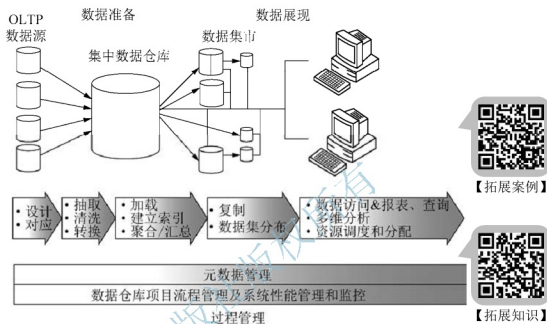 OLTP
数据源
数据准备
数据集市
数据展现
集中数据仓库
【拓展案例】
• 设计
• 对应
• 抽取
• 清洗
• 转换
• 加载
• 建立索引
• 聚合/汇总
• 复制
• 数据集分布
• 数据访问&报表、查询
• 多维分析
• 资源调度和分配
元数据管理
数据仓库项目流程管理及系统性能管理和监控
过程管理
【拓展知识】